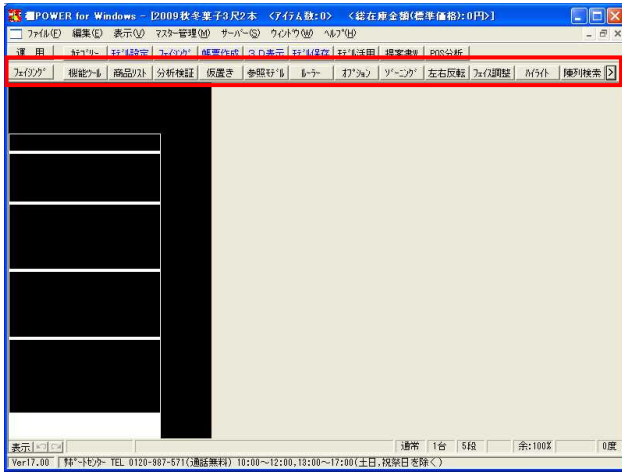 棚POWER for Windows - [2009秋冬菓子3尺2本 <アイテム数:0> <総在庫金額(標準価格):0円>]
ファイル(F) 編集(E) 表示(V) マスター管理(M) サーバー(S) ウィンドウ(W) ヘルプ(H)
運 用 カテゴリー モデル設定 フェイシング 帳票作成 3D表示 モデル保存 モデル活用 提案書W POS分析
フェイシング 機能ツール 商品リスト 分析検証 仮置き 参照モデル ルーラー オプション ゾーニング 左右反転 フェイス調整 ハイライト 陳列検索
表示 通常 1台 5段 余:100% 0度
Ver17.00 サポートセンター TEL 0120-987-571(通話無料) 10:00~12:00,13:00~17:00(土日,祝祭日を除く)